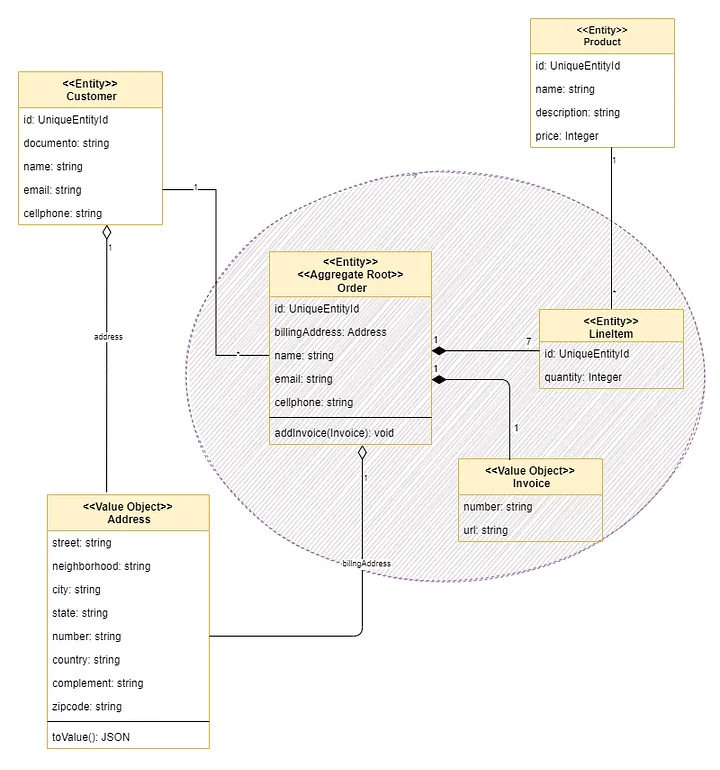 <<Entity>>
Product
id: UniqueEntityId
name: string
description: string
price: Integer
1
*
<<Entity>>
Customer
id: UniqueEntityId
documento: string
name: string
email: string
cellphone: string
1
*
1
address
<<Entity>>
<<Aggregate Root>>
Order
id: UniqueEntityId
billingAddress: Address
name: string
email: string
cellphone: string
addInvoice(Invoice): void
1
7
1
1
1
billngAddress
<<Entity>>
LineItem
id: UniqueEntityId
quantity: Integer
<<Value Object>>
Invoice
number: string
url: string
<<Value Object>>
Address
street: string
neighborhood: string
city: string
state: string
number: string
country: string
complement: string
zipcode: string
toValue(): JSON